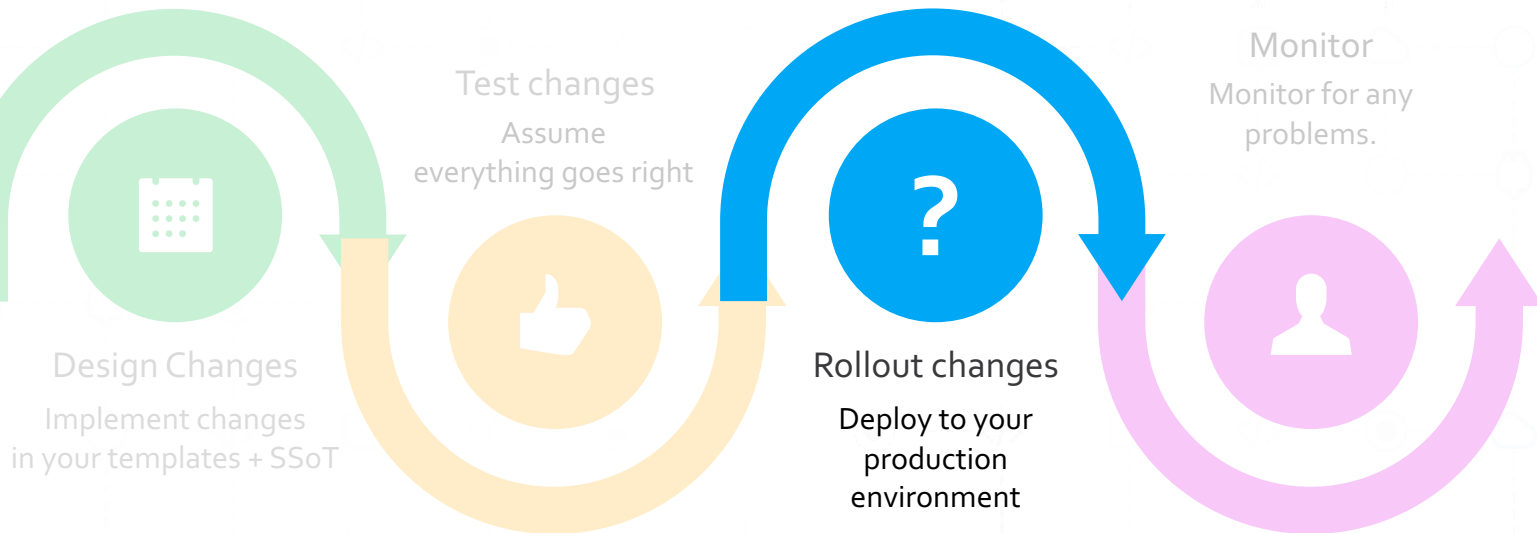 Design Changes
Implement changes
in your templates + SSoT
Test changes
Assume
everything goes right
?
Rollout changes
Deploy to your
production
environment
Monitor
Monitor for any
problems.